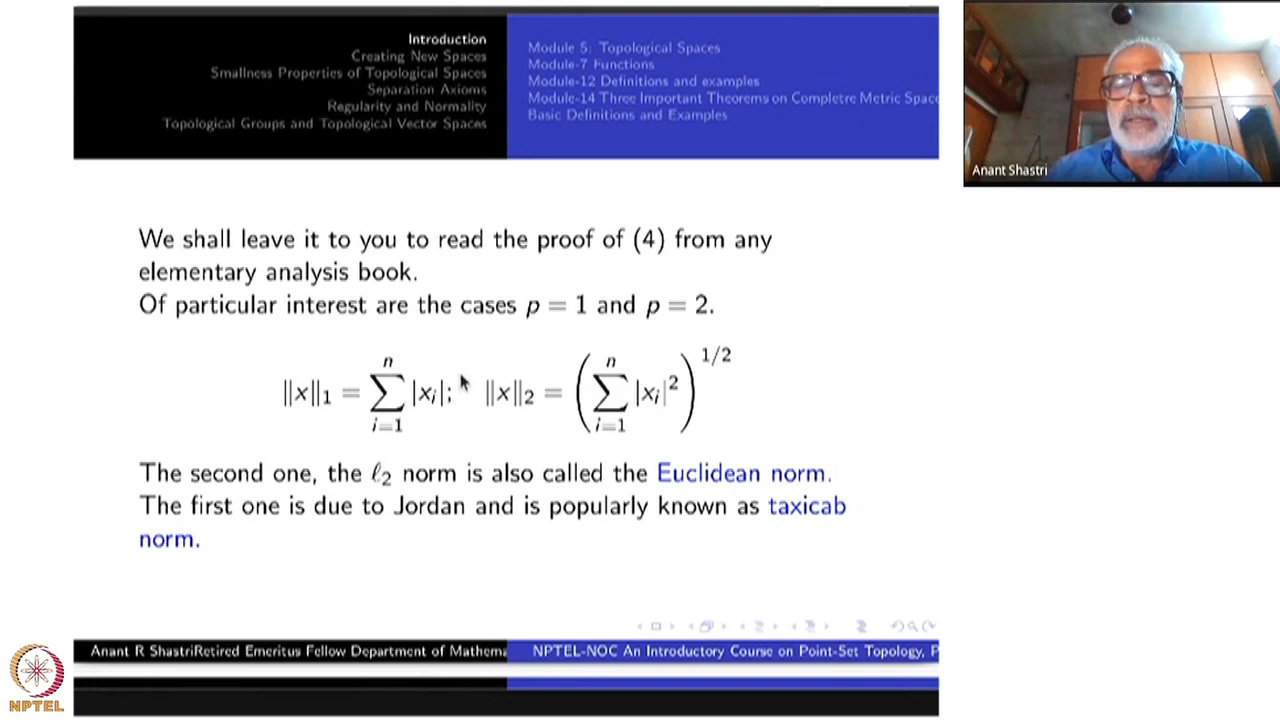 Introduction
Creating New Spaces
Smallness Properties of Topological Spaces
Separation Axioms
Regularity and Normality
Topological Groups and Topological Vector Spaces
Module 5: Topological Spaces
Module-7 Functions
Module-12 Definitions and examples
Module-14 Three Important Theorems on Completre Metric Spac
Basic Definitions and Examples
Anant Shastri
We shall leave it to you to read the proof of (4) from any
elementary analysis book.
Of particular interest are the cases p = 1 and p = 2.
‖x‖₁ = ∑ⁿᵢ₌₁ |xᵢ|; ‖x‖₂ = (∑ⁿᵢ₌₁ |xᵢ|²)^{1/2}
The second one, the ℓ₂ norm is also called the Euclidean norm.
The first one is due to Jordan and is popularly known as taxicab
norm.
Anant R ShastriRetired Emeritus Fellow Department of Mathema
NPTEL-NOC An Introductory Course on Point-Set Topology, P
NPTEL